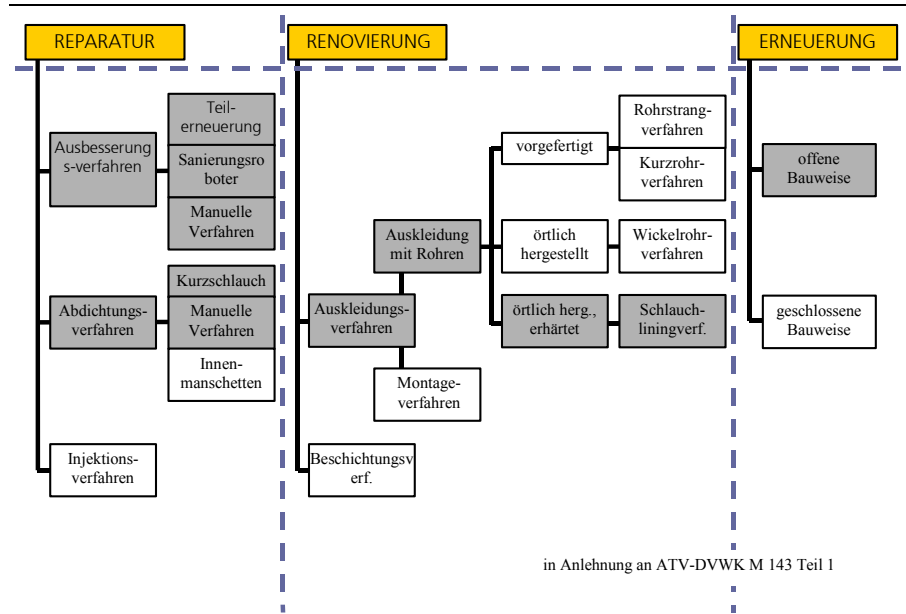 REPARATUR
RENOVIERUNG
ERNEUERUNG
Ausbesserung
s-verfahren
Teil-
erneuerung
Sanierungsro
boter
Manuelle
Verfahren
Abdichtungs-
verfahren
Kurzschlauch
Manuelle
Verfahren
Innen-
manschetten
Injektions-
verfahren
Auskleidungs-
verfahren
Auskleidung
mit Rohren
vorgefertigt
Rohrstrang-
verfahren
Kurzrohr-
verfahren
örtlich
hergestellt
Wickelrohr-
verfahren
örtlich herg.,
erhärtet
Schlauch-
liningverf.
Montage-
verfahren
Beschichtungsv
erf.
offene
Bauweise
geschlossene
Bauweise
in Anlehnung an ATV-DVWK M 143 Teil 1